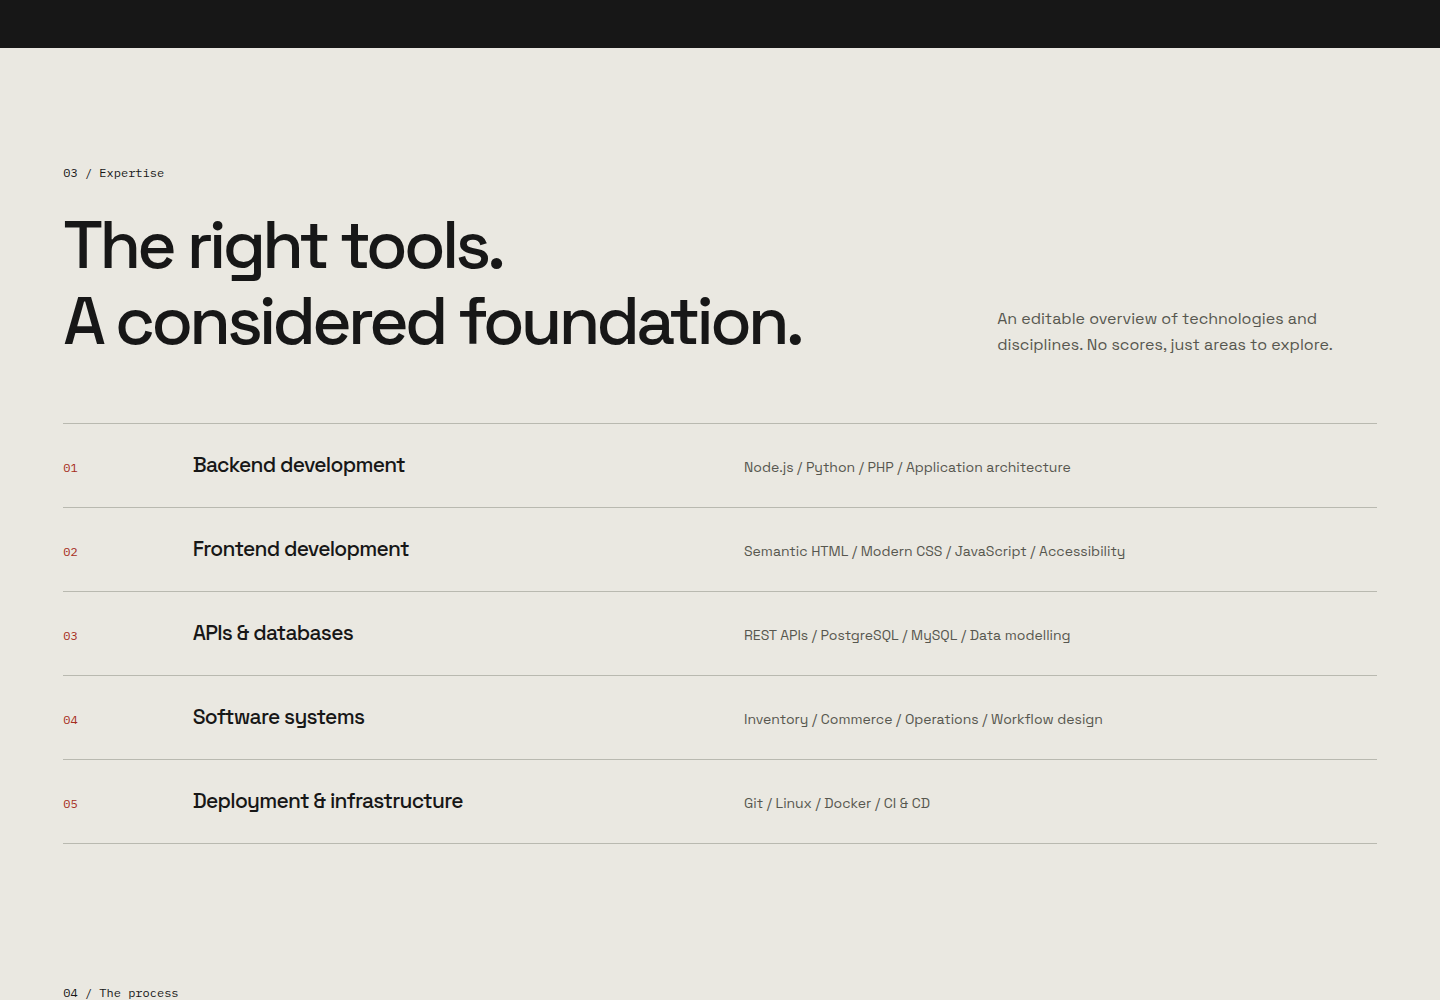 03 / Expertise
The right tools.
A considered foundation.
An editable overview of technologies and
disciplines. No scores, just areas to explore.
01 Backend development Node.js / Python / PHP / Application architecture
02 Frontend development Semantic HTML / Modern CSS / JavaScript / Accessibility
03 APIs & databases REST APIs / PostgreSQL / MySQL / Data modelling
04 Software systems Inventory / Commerce / Operations / Workflow design
05 Deployment & infrastructure Git / Linux / Docker / CI & CD
04 / The process